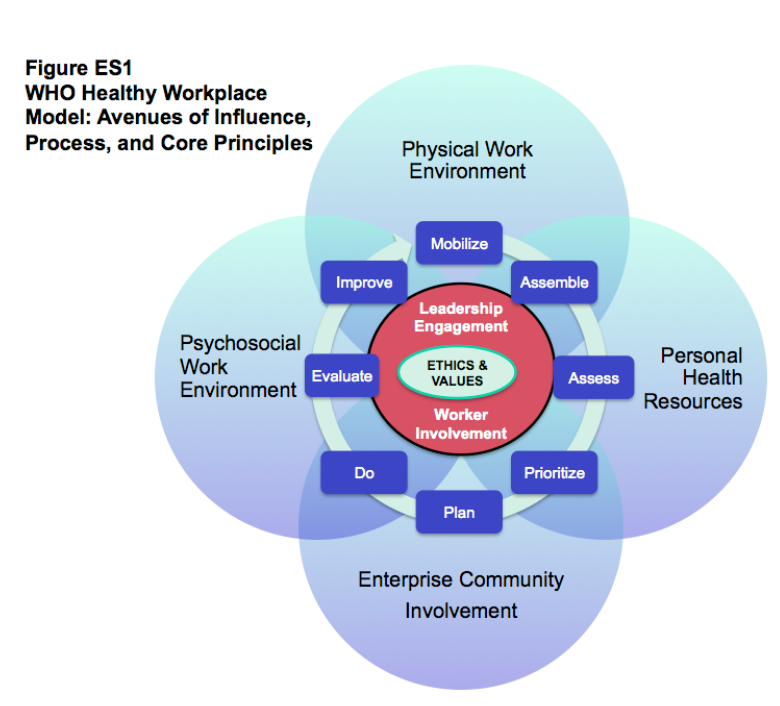 Figure ES1
WHO Healthy Workplace
Model: Avenues of Influence,
Process, and Core Principles
Physical Work
Environment
Mobilize
Improve
Assemble
Leadership
Engagement
Psychosocial
Work
Environment
Evaluate
ETHICS &
VALUES
Assess
Personal
Health
Resources
Worker
Involvement
Do
Prioritize
Plan
Enterprise Community
Involvement